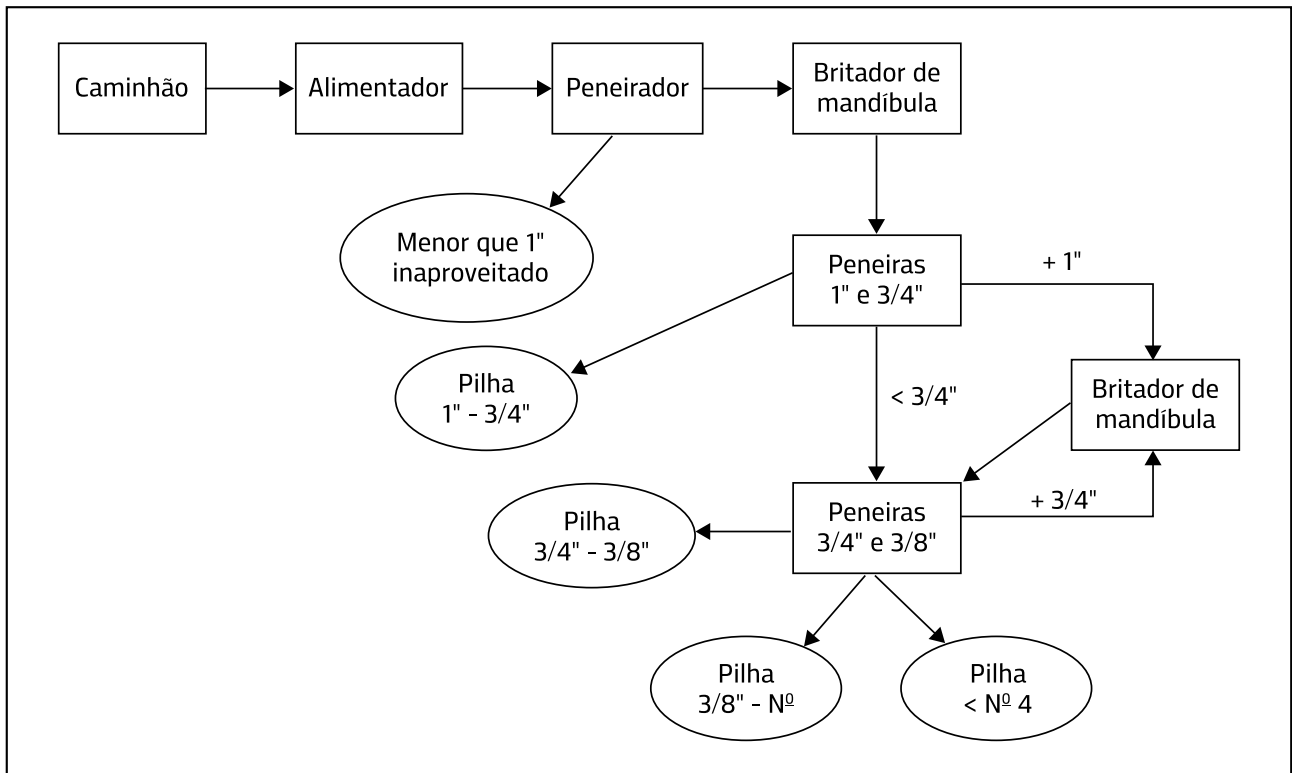 Caminhão
Alimentador
Peneirador
Britador de
mandíbula
Menor que 1"
inaproveitado
Peneiras
1" e 3/4"
+ 1"
Pilha
1" - 3/4"
< 3/4"
Britador de
mandíbula
Pilha
3/4" - 3/8"
Peneiras
3/4" e 3/8"
+ 3/4"
Pilha
3/8" - Nº
Pilha
< Nº 4